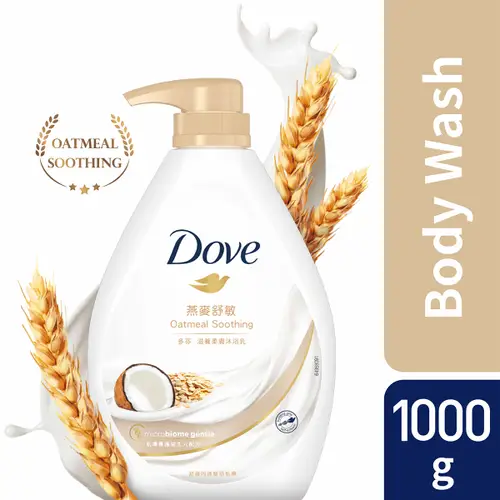 OATMEAL
SOOTHING
Dove
燕麥舒敏
Oatmeal Soothing
microbiome gentle
Body Wash
1000
g